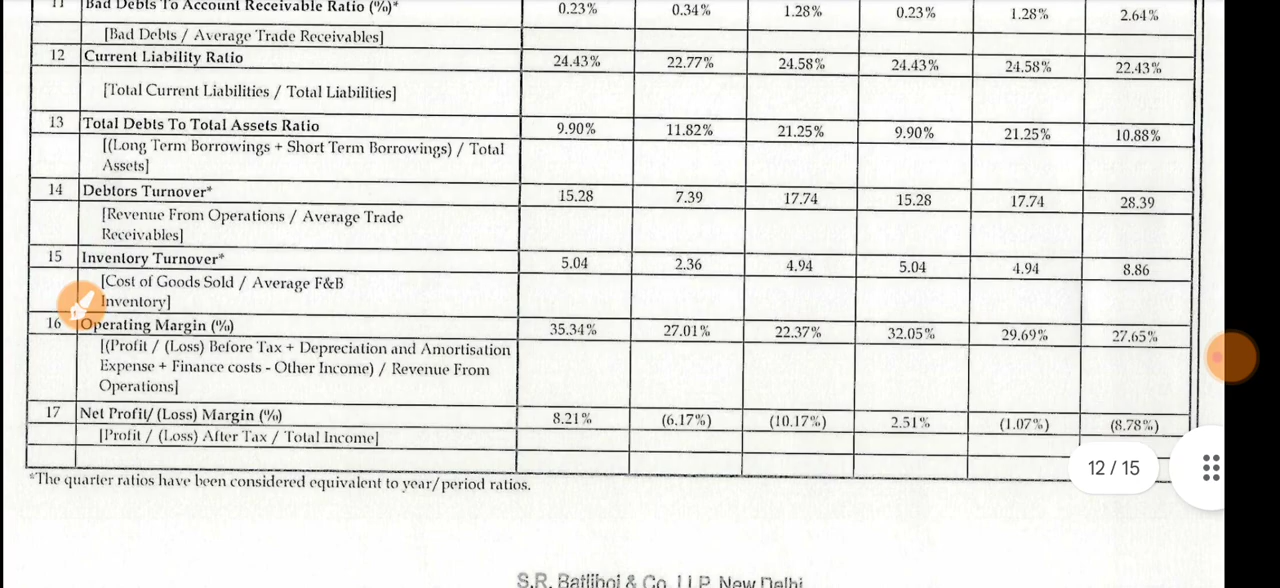 11 Bad Debts To Account Receivable Ratio (%)* 0.23% 0.34% 1.28% 0.23% 1.28% 2.64%
[Bad Debts / Average Trade Receivables]
12 Current Liability Ratio 24.43% 22.77% 24.58% 24.43% 24.58% 22.43%
[Total Current Liabilities / Total Liabilities]
13 Total Debts To Total Assets Ratio 9.90% 11.82% 21.25% 9.90% 21.25% 10.88%
[(Long Term Borrowings + Short Term Borrowings) / Total
Assets]
14 Debtors Turnover* 15.28 7.39 17.74 15.28 17.74 28.39
[Revenue From Operations / Average Trade
Receivables]
15 Inventory Turnover* 5.04 2.36 4.94 5.04 4.94 8.86
[Cost of Goods Sold / Average F&B
Inventory]
16 Operating Margin (%) 35.34% 27.01% 22.37% 32.05% 29.69% 27.65%
[(Profit / (Loss) Before Tax + Depreciation and Amortisation
Expense + Finance costs - Other Income) / Revenue From
Operations]
17 Net Profit/ (Loss) Margin (%) 8.21% (6.17%) (10.17%) 2.51% (1.07%) (8.78%)
[Profit / (Loss) After Tax / Total Income]
12 / 15
*The quarter ratios have been considered equivalent to year/period ratios.
S.R. Batliboi & Co. LLP, New Delhi